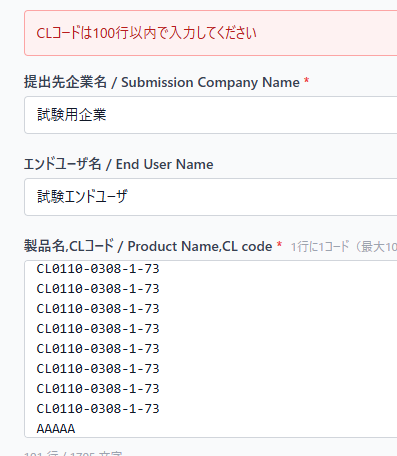 CLコードは100行以内で入力してください
提出先企業名 / Submission Company Name *
試験用企業
エンドユーザ名 / End User Name
試験エンドユーザ
製品名,CLコード / Product Name,CL code * 1行に1コード（最大10
CL0110-0308-1-73
CL0110-0308-1-73
CL0110-0308-1-73
CL0110-0308-1-73
CL0110-0308-1-73
CL0110-0308-1-73
CL0110-0308-1-73
CL0110-0308-1-73
AAAAA